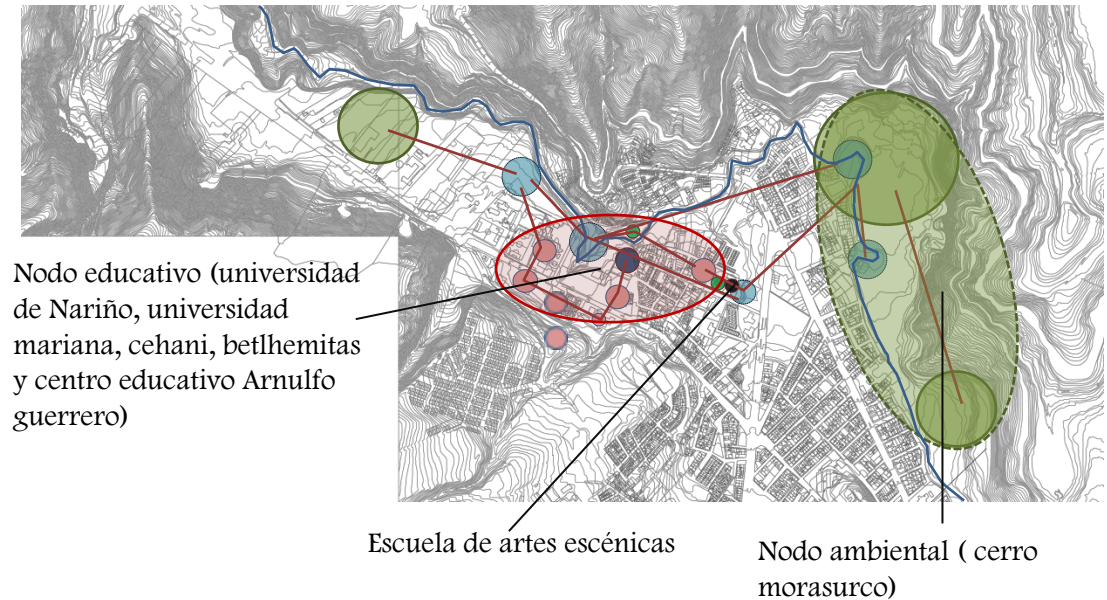 Nodo educativo (universidad
de Nariño, universidad
mariana, cehani, betlhemitas
y centro educativo Arnulfo
guerrero)
Escuela de artes escénicas
Nodo ambiental ( cerro
morasurco)